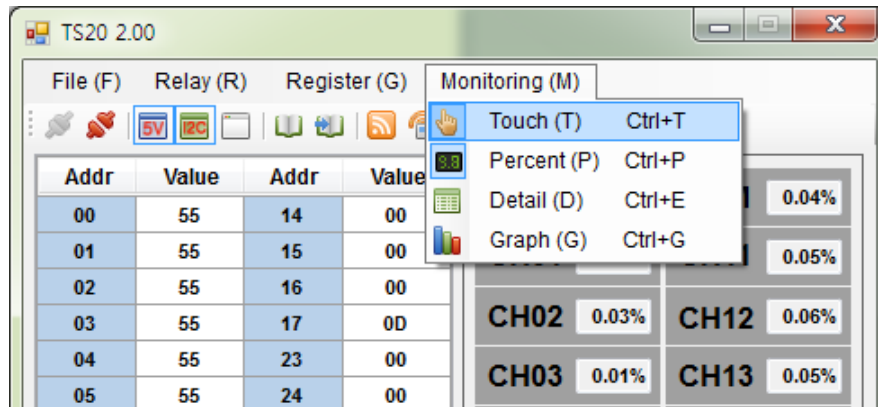 TS20 2.00
File (F) Relay (R) Register (G) Monitoring (M)
5V I2C
Touch (T) Ctrl+T
9.8 Percent (P) Ctrl+P
Detail (D) Ctrl+E
Graph (G) Ctrl+G
Addr Value Addr Value
00 55 14 00
01 55 15 00
02 55 16 00
03 55 17 0D
04 55 23 00
05 55 24 00
0.04%
0.05%
CH02 0.03% CH12 0.06%
CH03 0.01% CH13 0.05%